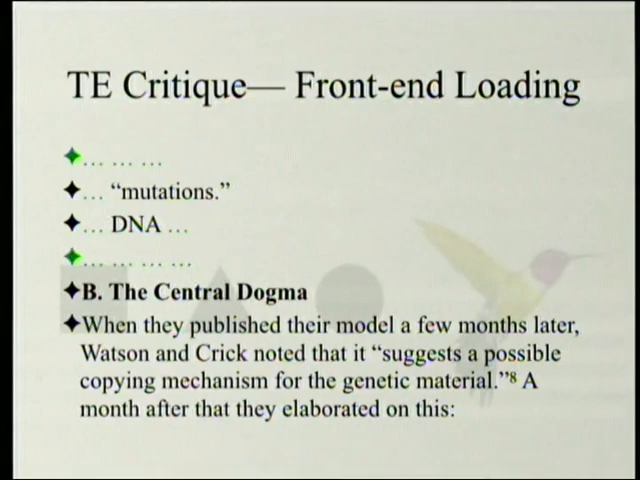 TE Critique— Front-end Loading
… … …
… “mutations.”
… DNA …
… … … …
B. The Central Dogma
When they published their model a few months later,
Watson and Crick noted that it “suggests a possible
copying mechanism for the genetic material.”⁸ A
month after that they elaborated on this: